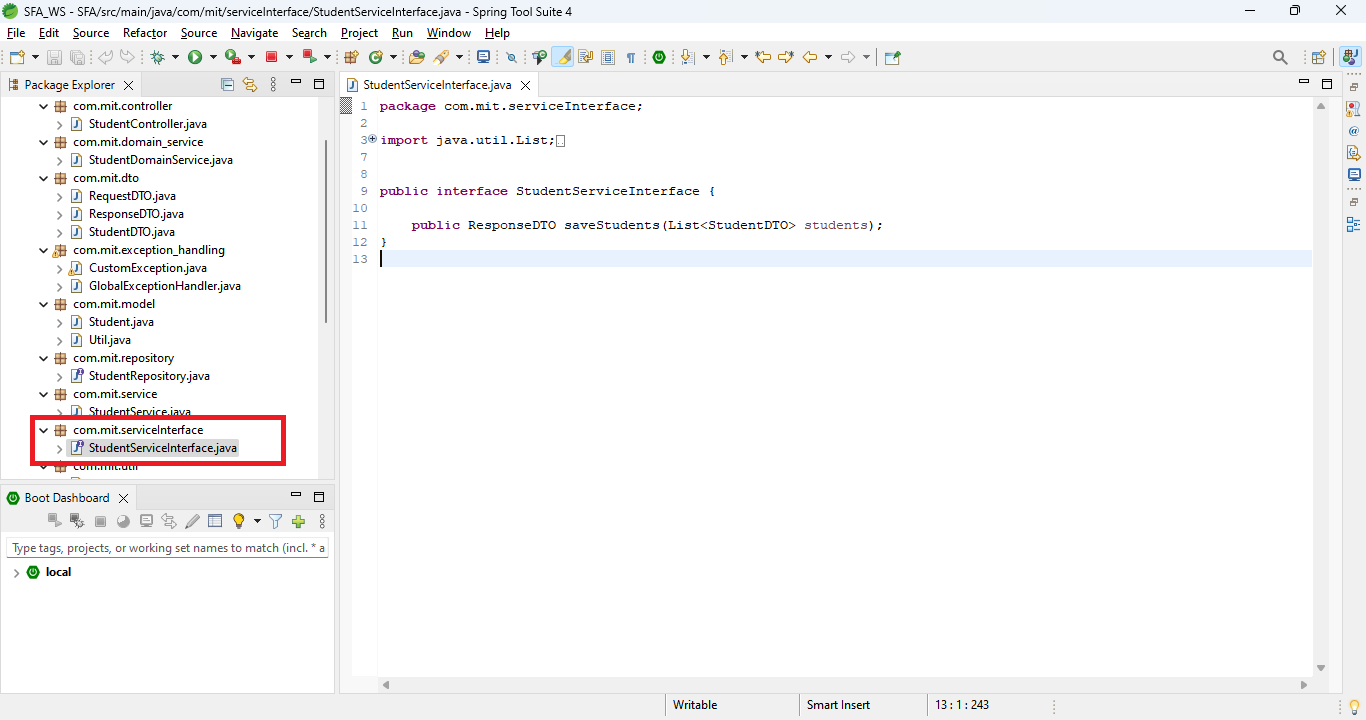 SFA_WS - SFA/src/main/java/com/mit/serviceInterface/StudentServiceInterface.java - Spring Tool Suite 4
File Edit Source Refactor Source Navigate Search Project Run Window Help
Package Explorer
com.mit.controller
StudentController.java
com.mit.domain_service
StudentDomainService.java
com.mit.dto
RequestDTO.java
ResponseDTO.java
StudentDTO.java
com.mit.exception_handling
CustomException.java
GlobalExceptionHandler.java
com.mit.model
Student.java
Util.java
com.mit.repository
StudentRepository.java
com.mit.service
StudentService.java
com.mit.serviceInterface
StudentServiceInterface.java
com.mit.util
Boot Dashboard
Type tags, projects, or working set names to match (incl. * a
local
StudentServiceInterface.java
1 package com.mit.serviceInterface;
2
3 import java.util.List;
7
8
9 public interface StudentServiceInterface {
10
11 public ResponseDTO saveStudents(List<StudentDTO> students);
12 }
13
Writable Smart Insert 13 : 1 : 243